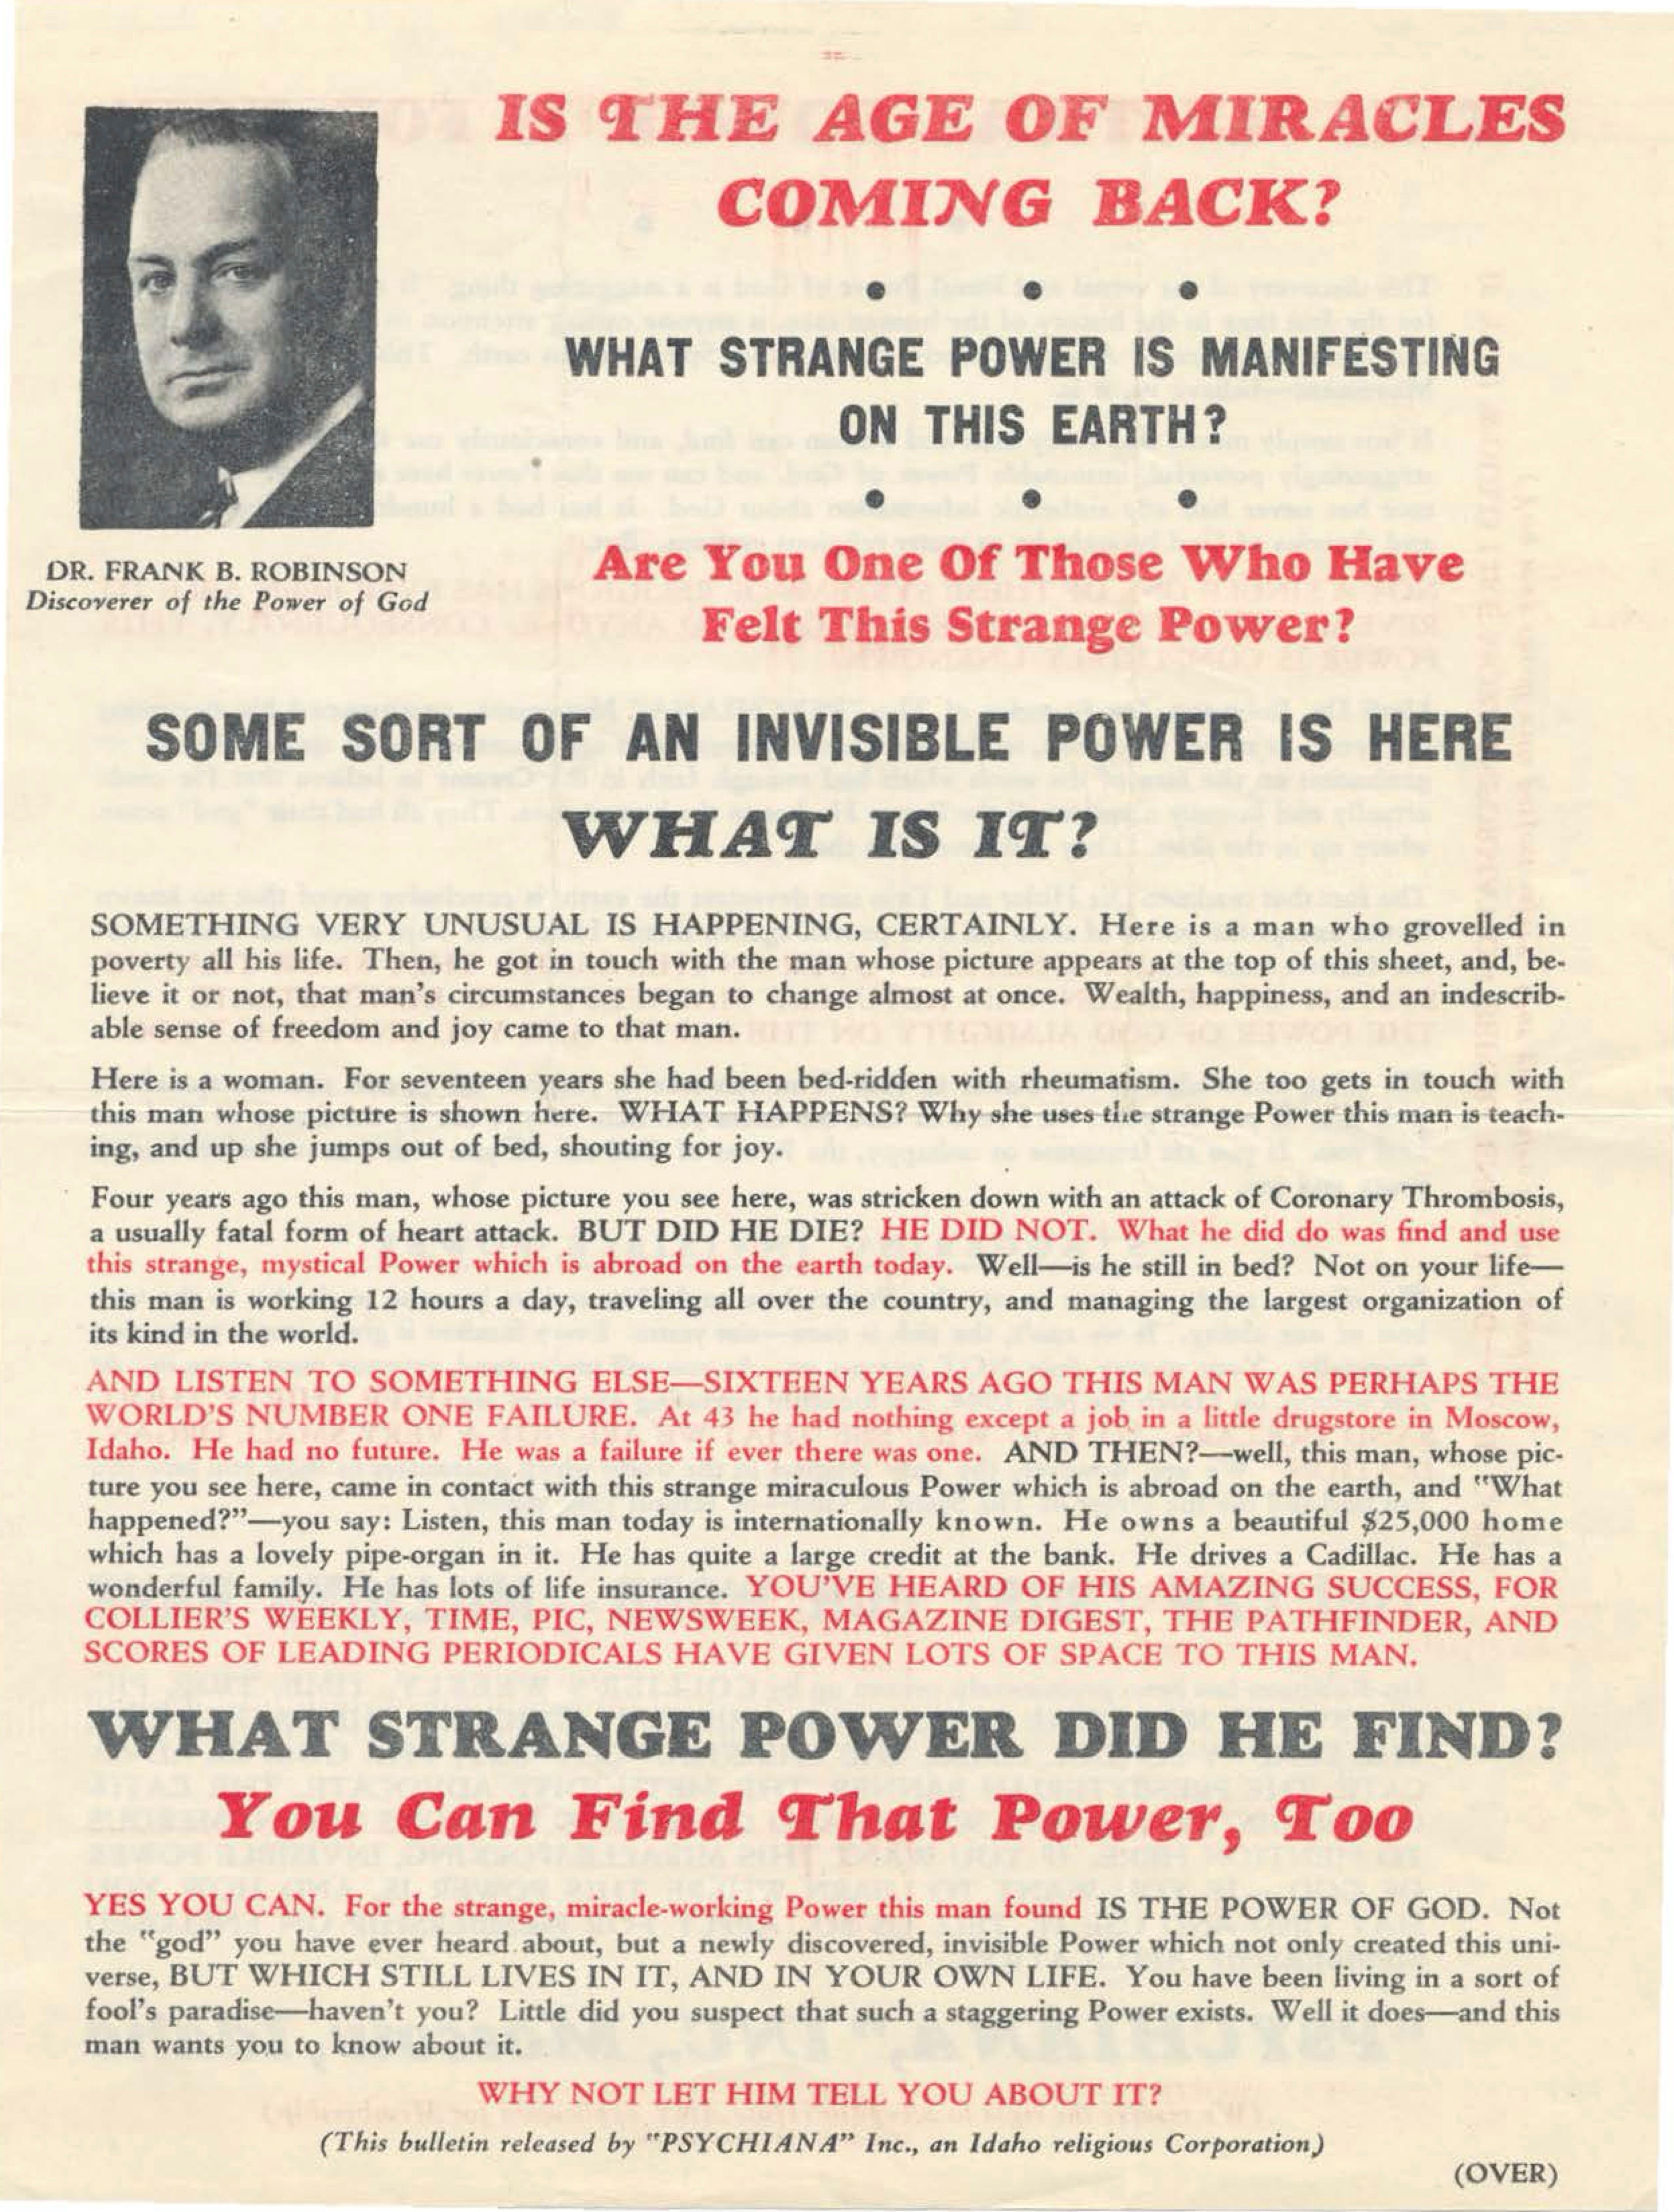 IS THE AGE OF MIRACLES
COMING BACK?
WHAT STRANGE POWER IS MANIFESTING
ON THIS EARTH?
DR. FRANK B. ROBINSON
Discoverer of the Power of God
Are You One Of Those Who Have
Felt This Strange Power?
SOME SORT OF AN INVISIBLE POWER IS HERE
WHAT IS IT?
SOMETHING VERY UNUSUAL IS HAPPENING, CERTAINLY. Here is a man who grovelled in
poverty all his life. Then, he got in touch with the man whose picture appears at the top of this sheet, and, be-
lieve it or not, that man's circumstances began to change almost at once. Wealth, happiness, and an indescrib-
able sense of freedom and joy came to that man.
Here is a woman. For seventeen years she had been bed-ridden with rheumatism. She too gets in touch with
this man whose picture is shown here. WHAT HAPPENS? Why she uses the strange Power this man is teach-
ing, and up she jumps out of bed, shouting for joy.
Four years ago this man, whose picture you see here, was stricken down with an attack of Coronary Thrombosis,
a usually fatal form of heart attack. BUT DID HE DIE? HE DID NOT. What he did do was find and use
this strange, mystical Power which is abroad on the earth today. Well—is he still in bed? Not on your life—
this man is working 12 hours a day, traveling all over the country, and managing the largest organization of
its kind in the world.
AND LISTEN TO SOMETHING ELSE—SIXTEEN YEARS AGO THIS MAN WAS PERHAPS THE
WORLD'S NUMBER ONE FAILURE. At 43 he had nothing except a job in a little drugstore in Moscow,
Idaho. He had no future. He was a failure if ever there was one. AND THEN?—well, this man, whose pic-
ture you see here, came in contact with this strange miraculous Power which is abroad on the earth, and "What
happened?"—you say: Listen, this man today is internationally known. He owns a beautiful $25,000 home
which has a lovely pipe-organ in it. He has quite a large credit at the bank. He drives a Cadillac. He has a
wonderful family. He has lots of life insurance. YOU'VE HEARD OF HIS AMAZING SUCCESS, FOR
COLLIER'S WEEKLY, TIME, PIC, NEWSWEEK, MAGAZINE DIGEST, THE PATHFINDER, AND
SCORES OF LEADING PERIODICALS HAVE GIVEN LOTS OF SPACE TO THIS MAN.
WHAT STRANGE POWER DID HE FIND?
You Can Find That Power, Too
YES YOU CAN. For the strange, miracle-working Power this man found IS THE POWER OF GOD. Not
the "god" you have ever heard about, but a newly discovered, invisible Power which not only created this uni-
verse, BUT WHICH STILL LIVES IN IT, AND IN YOUR OWN LIFE. You have been living in a sort of
fool's paradise—haven't you? Little did you suspect that such a staggering Power exists. Well it does—and this
man wants you to know about it.
WHY NOT LET HIM TELL YOU ABOUT IT?
(This bulletin released by "PSYCHIANA" Inc., an Idaho religious Corporation)
(OVER)